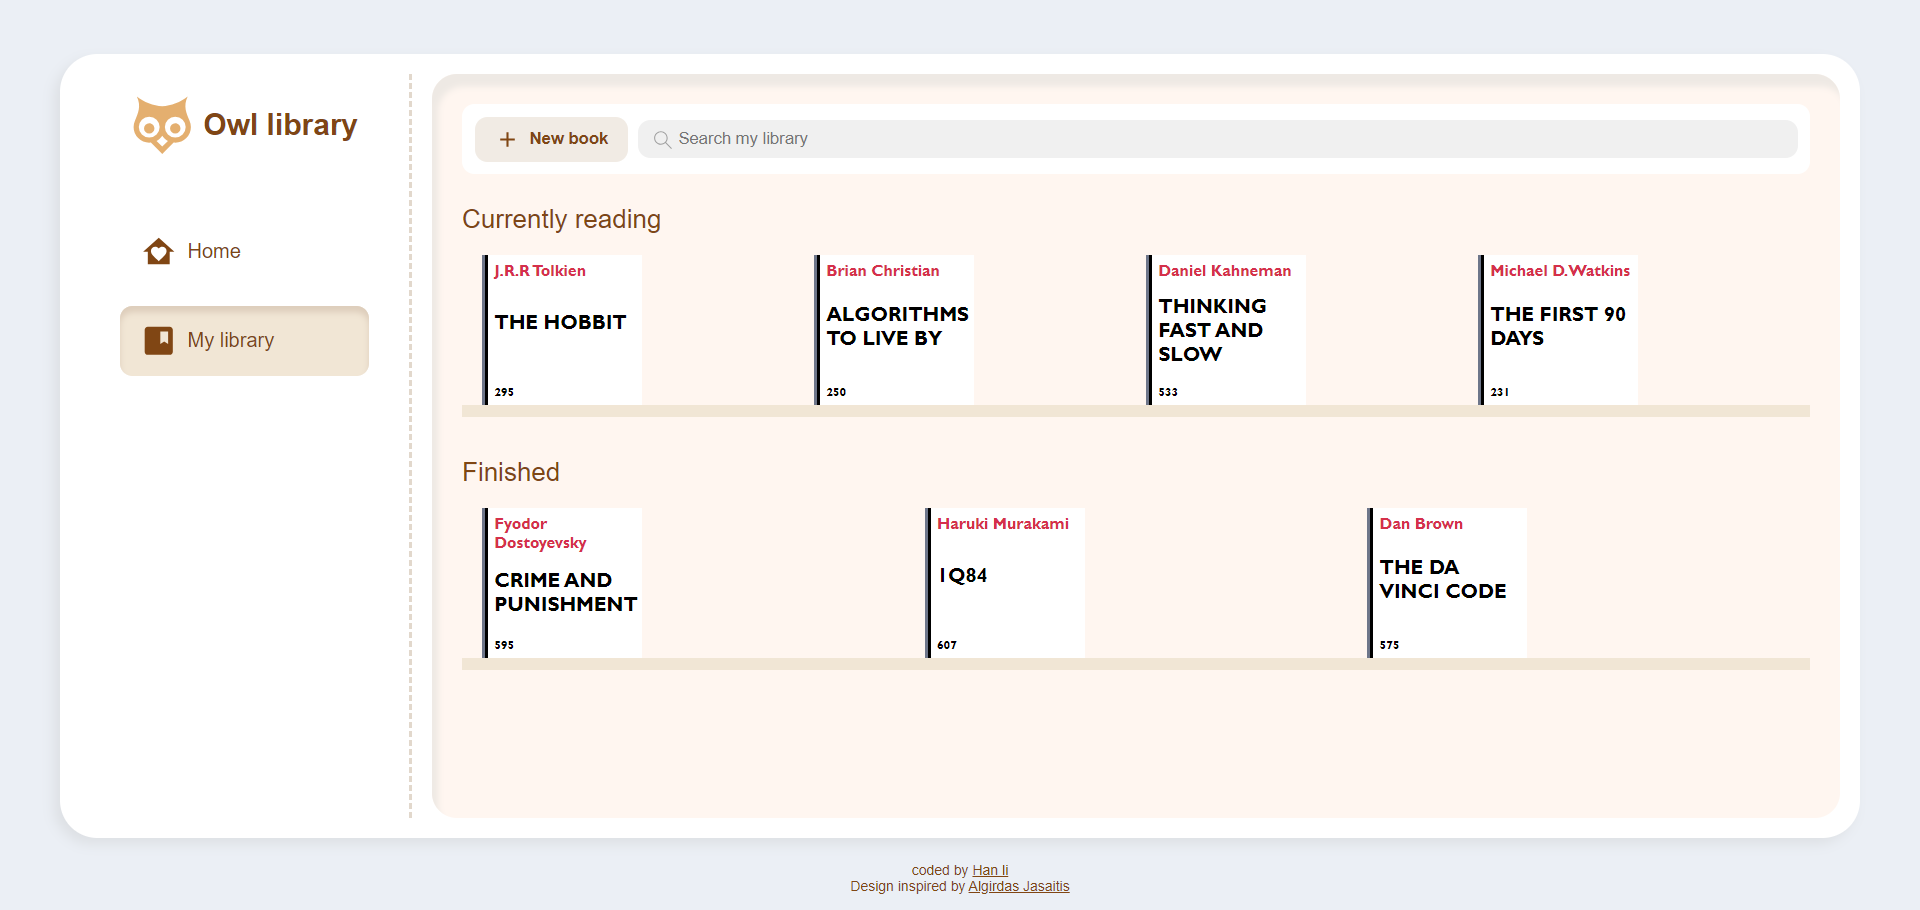 Owl library
Home
My library
New book
Search my library
Currently reading
J.R.R Tolkien
THE HOBBIT
295
Brian Christian
ALGORITHMS
TO LIVE BY
250
Daniel Kahneman
THINKING
FAST AND
SLOW
533
Michael D.Watkins
THE FIRST 90
DAYS
231
Finished
Fyodor
Dostoyevsky
CRIME AND
PUNISHMENT
595
Haruki Murakami
1Q84
607
Dan Brown
THE DA
VINCI CODE
575
coded by Han li
Design inspired by Algirdas Jasaitis